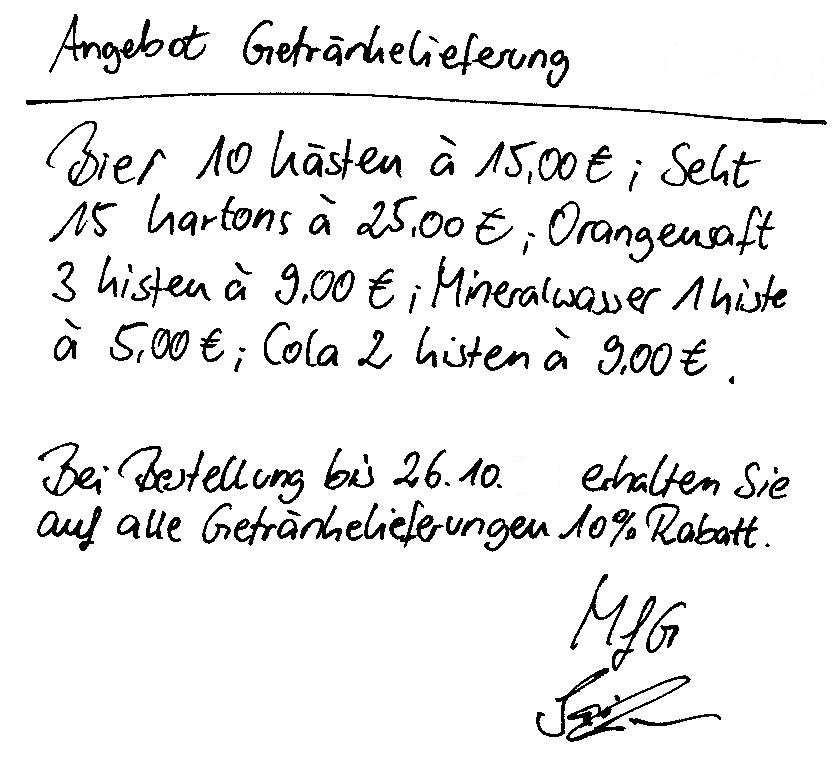 Angebot Getränkelieferung
Bier 10 Kästen à 15,00 €; Sekt
15 Kartons à 25,00 €; Orangensaft
3 Kisten à 9,00 €; Mineralwasser 1 Kiste
à 5,00 €; Cola 2 Kisten à 9,00 €.
Bei Bestellung bis 26.10. erhalten Sie
auf alle Getränkelieferungen 10% Rabatt.
MfG